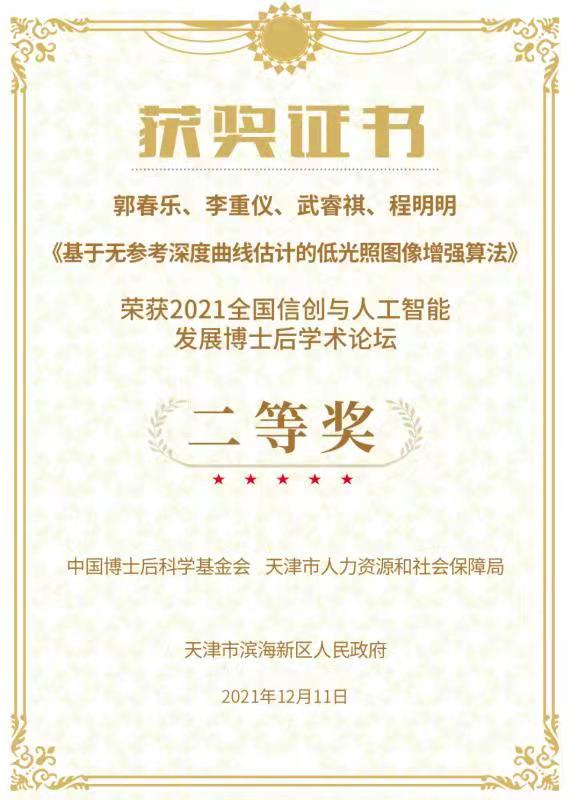 获奖证书
郭春乐、李重仪、武睿祺、程明明
《基于无参考深度曲线估计的低光照图像增强算法》
荣获2021全国信创与人工智能
发展博士后学术论坛
二等奖
中国博士后科学基金会 天津市人力资源和社会保障局
天津市滨海新区人民政府
2021年12月11日